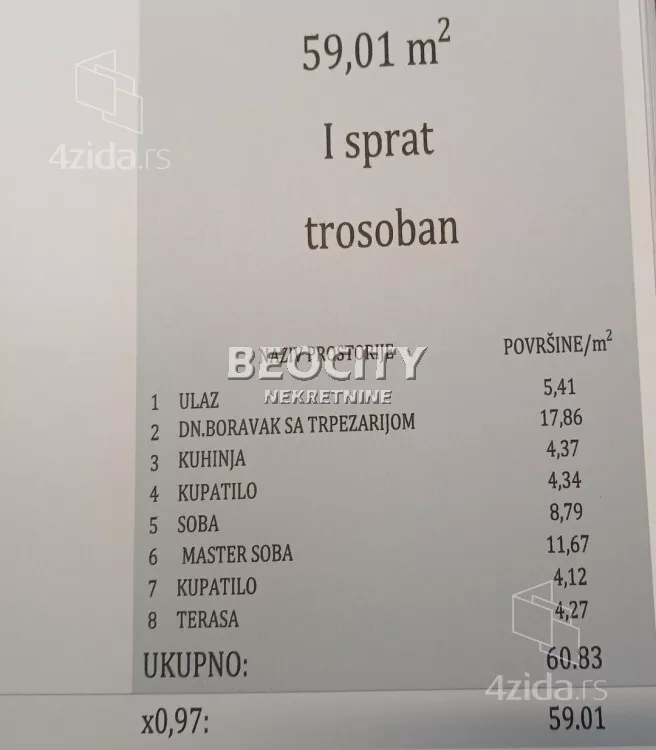 59,01 m²
I sprat
trosoban
NAZIV PROSTORIJE POVRŠINE/m²
BEOCITY
NEKRETNINE
1 ULAZ 5,41
2 DN.BORAVAK SA TRPEZARIJOM 17,86
3 KUHINJA 4,37
4 KUPATILO 4,34
5 SOBA 8,79
6 MASTER SOBA 11,67
7 KUPATILO 4,12
8 TERASA 4,27
UKUPNO: 60.83
x0,97: 59.01
4zida.rs
4zida.rs